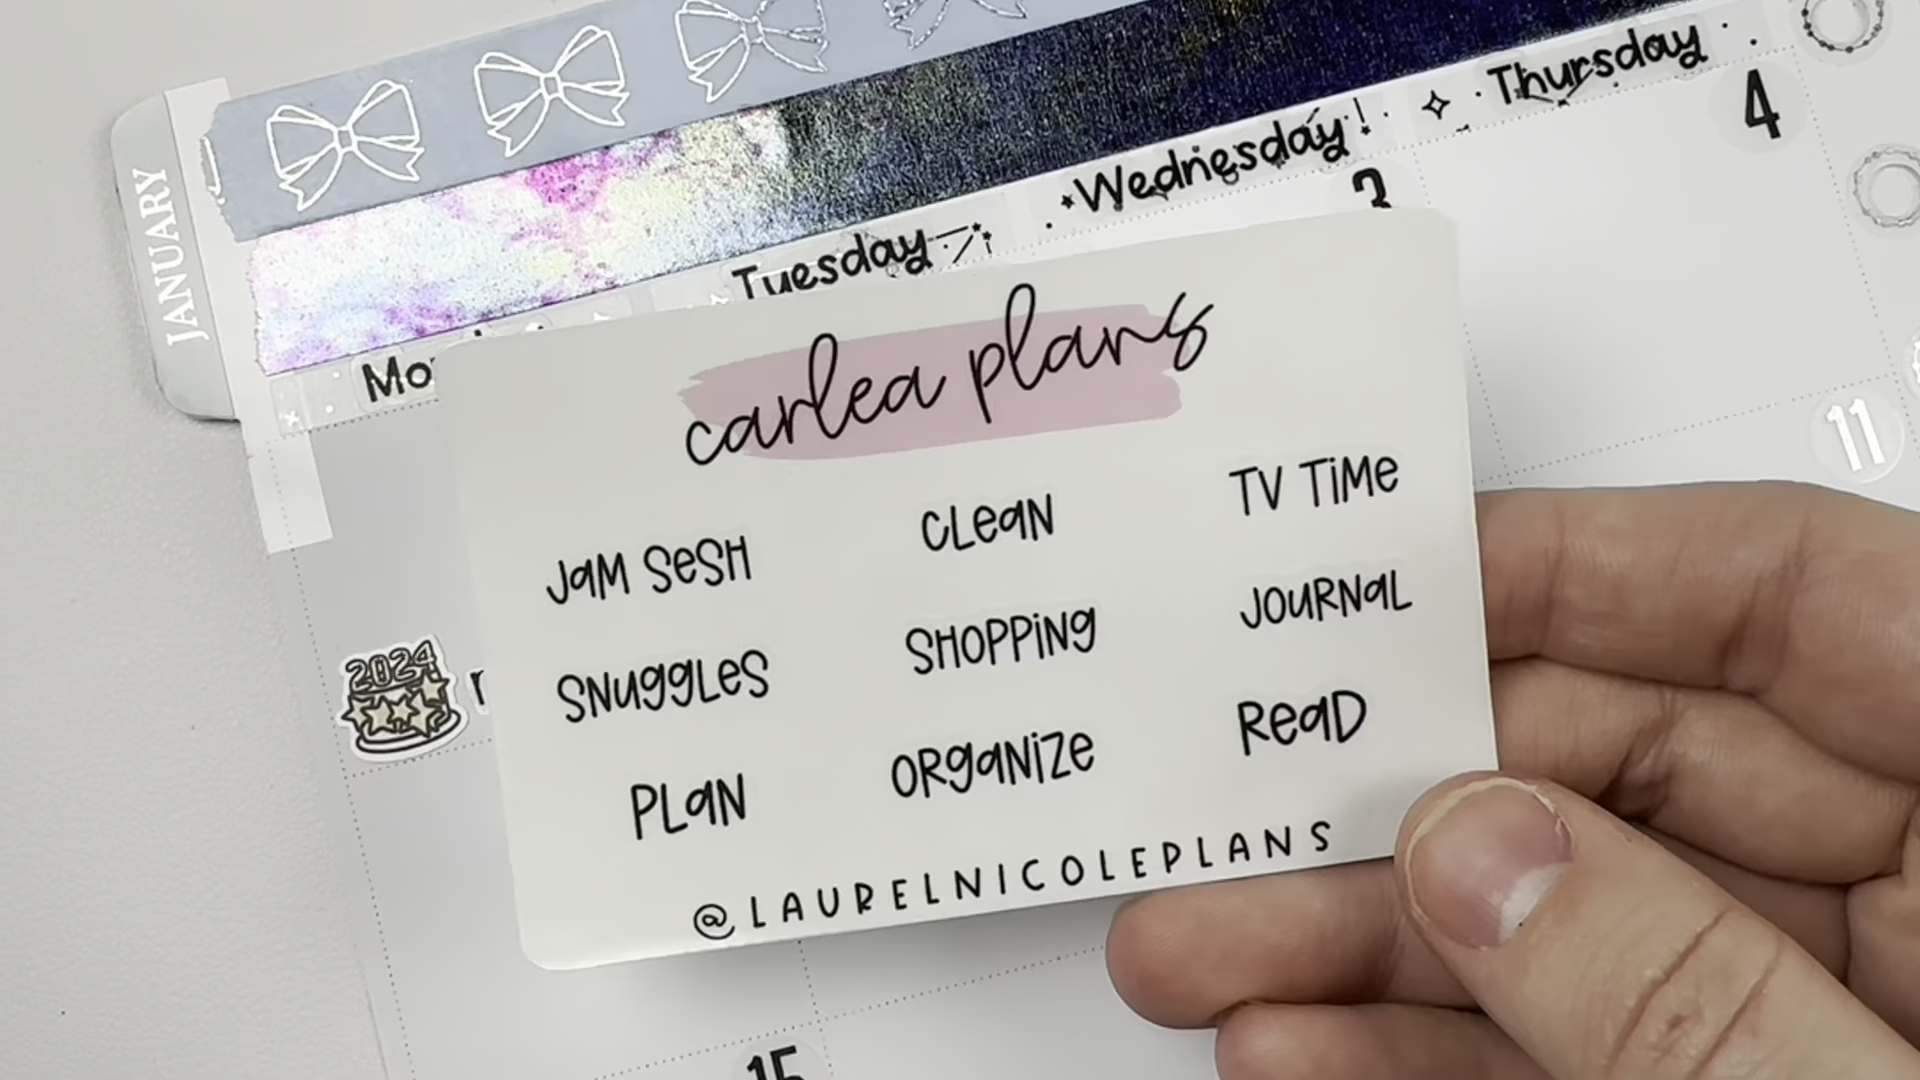 JANUARY
Mo
Tuesday
Wednesday
Thursday
3
4
11
carlea plans
JaM SeSH
CLeaN
TV TiMe
SNuggLeS
SHOPPiNg
JOURNaL
PLaN
ORgaNiZe
ReaD
@LAURELNICOLEPLANS
2024
15